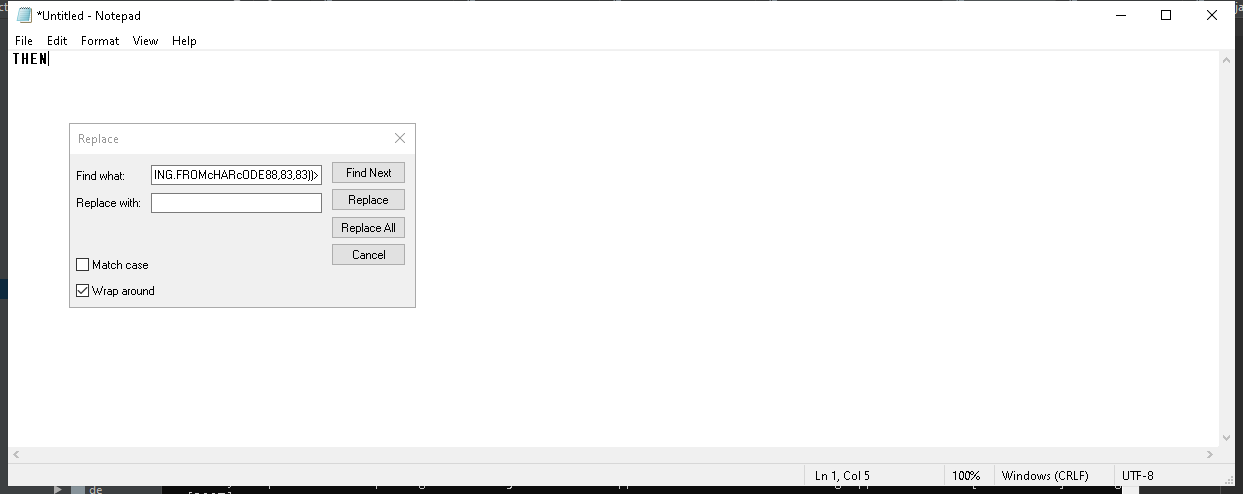 *Untitled - Notepad
File Edit Format View Help
THEN
Replace
Find what: ING.FROMcHARcODE88,83,83))> Find Next
Replace with: Replace
Replace All
Cancel
Match case
Wrap around
Ln 1, Col 5 100% Windows (CRLF) UTF-8
de